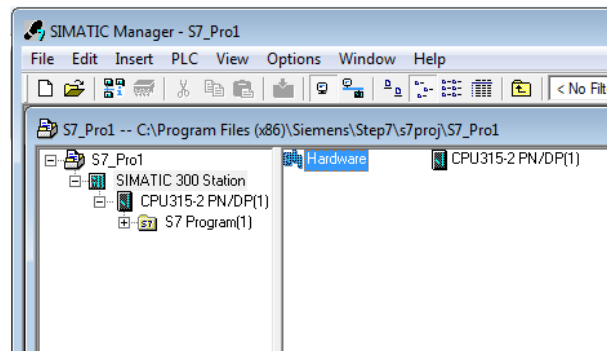 SIMATIC Manager - S7_Pro1
File Edit Insert PLC View Options Window Help
< No Filt
S7_Pro1 -- C:\Program Files (x86)\Siemens\Step7\s7proj\S7_Pro1
S7_Pro1
SIMATIC 300 Station
CPU315-2 PN/DP(1)
S7 Program(1)
Hardware CPU315-2 PN/DP(1)